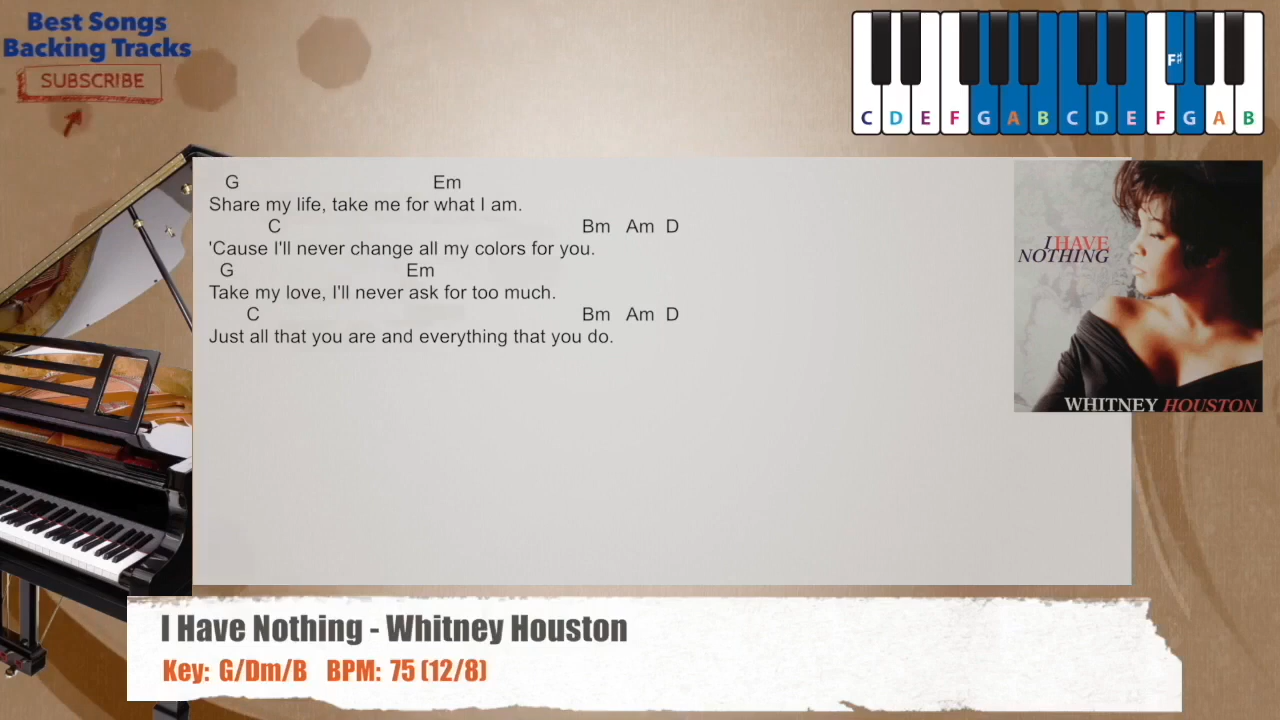 Best Songs
Backing Tracks
SUBSCRIBE
F#
C D E F G A B C D E F G A B
G Em
Share my life, take me for what I am.
C Bm Am D
'Cause I'll never change all my colors for you.
G Em
Take my love, I'll never ask for too much.
C Bm Am D
Just all that you are and everything that you do.
I HAVE
NOTHING
WHITNEY HOUSTON
I Have Nothing - Whitney Houston
Key: G/Dm/B BPM: 75 (12/8)